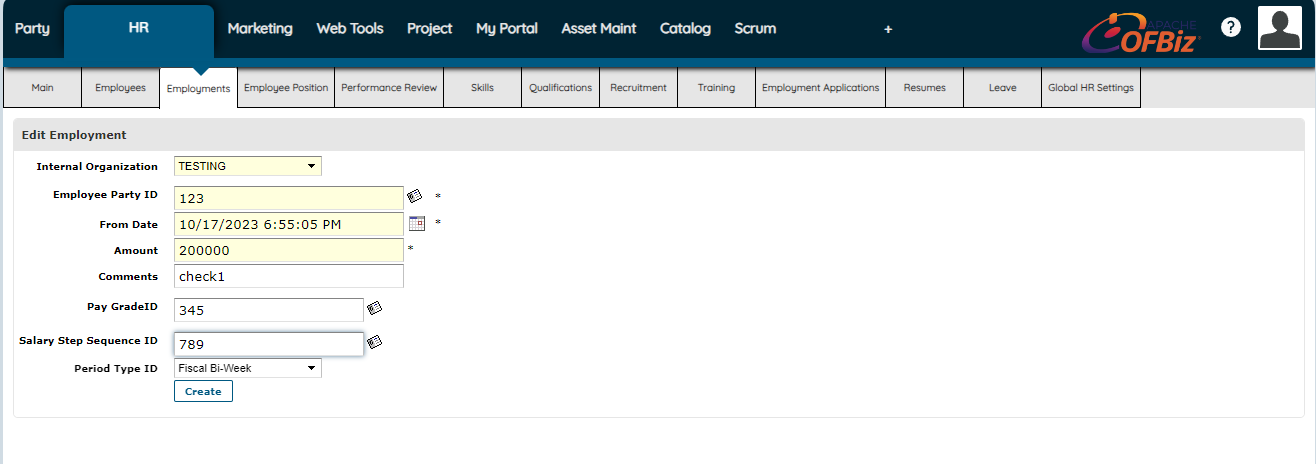 Party HR Marketing Web Tools Project My Portal Asset Maint Catalog Scrum + APACHE OFBiz ?
Main Employees Employments Employee Position Performance Review Skills Qualifications Recruitment Training Employment Applications Resumes Leave Global HR Settings
Edit Employment
Internal Organization TESTING
Employee Party ID 123 *
From Date 10/17/2023 6:55:05 PM *
Amount 200000 *
Comments check1
Pay GradeID 345
Salary Step Sequence ID 789
Period Type ID Fiscal Bi-Week
Create